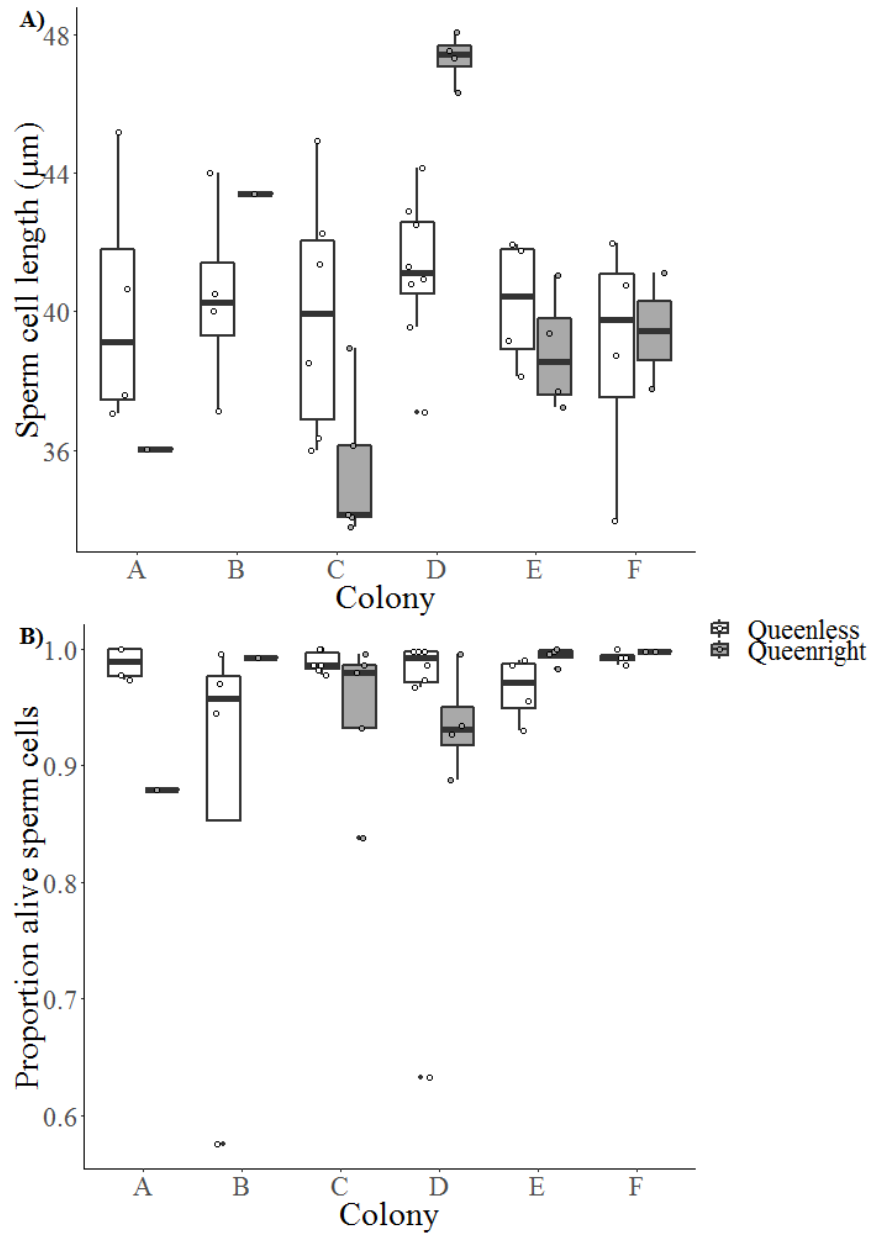 A)
Sperm cell length (μm)
48
44
40
36
A B C D E F
Colony
B)
Proportion alive sperm cells
1.0
0.9
0.8
0.7
0.6
A B C D E F
Colony
Queenless
Queenright